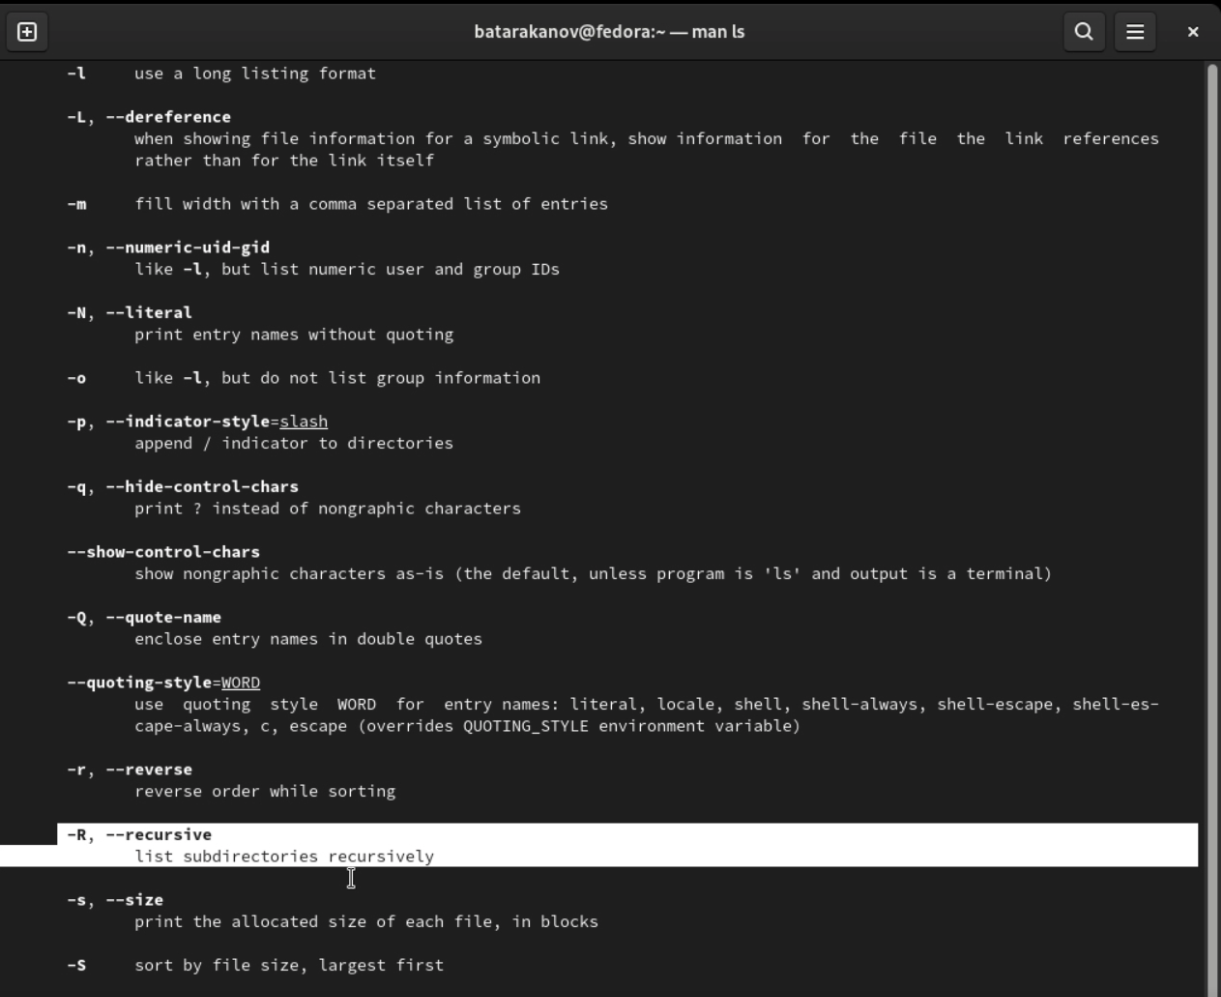 batarakanov@fedora:~ — man ls
-l use a long listing format
-L, --dereference
when showing file information for a symbolic link, show information for the file the link references
rather than for the link itself
-m fill width with a comma separated list of entries
-n, --numeric-uid-gid
like -l, but list numeric user and group IDs
-N, --literal
print entry names without quoting
-o like -l, but do not list group information
-p, --indicator-style=slash
append / indicator to directories
-q, --hide-control-chars
print ? instead of nongraphic characters
--show-control-chars
show nongraphic characters as-is (the default, unless program is 'ls' and output is a terminal)
-Q, --quote-name
enclose entry names in double quotes
--quoting-style=WORD
use quoting style WORD for entry names: literal, locale, shell, shell-always, shell-escape, shell-es-
cape-always, c, escape (overrides QUOTING_STYLE environment variable)
-r, --reverse
reverse order while sorting
-R, --recursive
list subdirectories recursively
-s, --size
print the allocated size of each file, in blocks
-S sort by file size, largest first